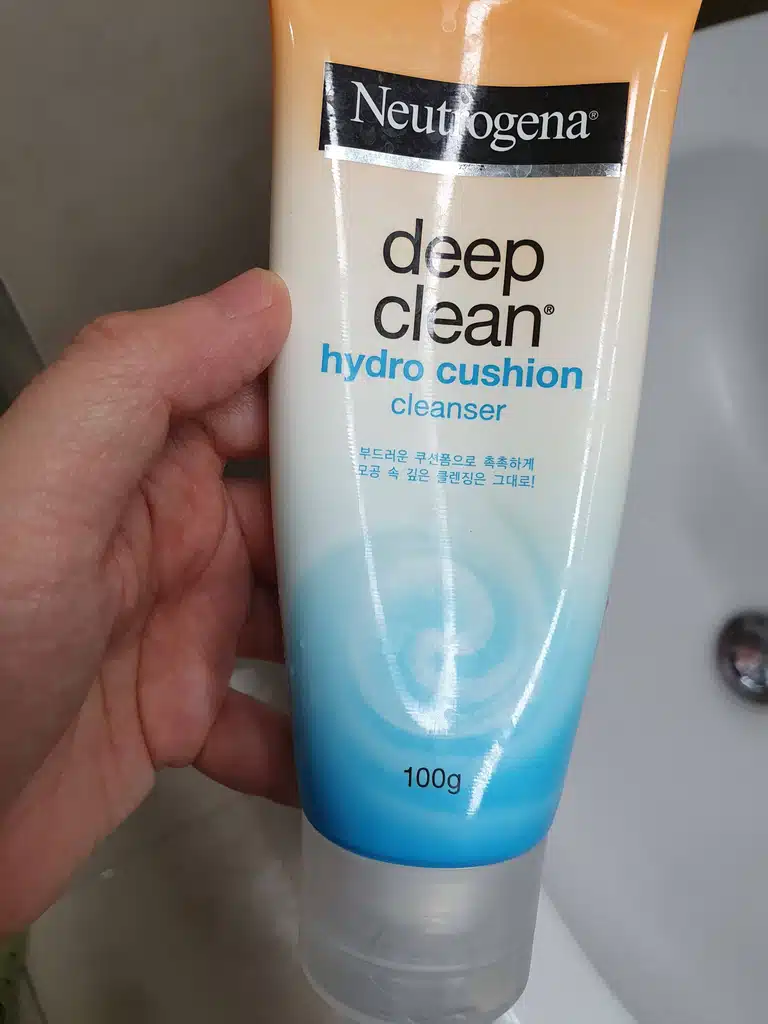 Neutrogena®
deep
clean®
hydro cushion
cleanser
부드러운 쿠션폼으로 촉촉하게
모공 속 깊은 클렌징은 그대로!
100g